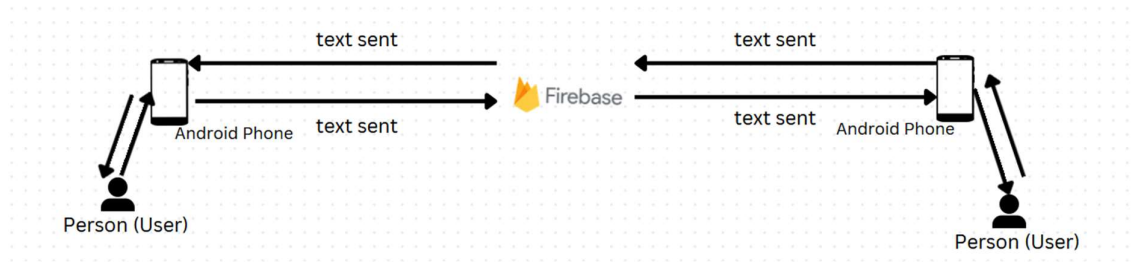 text sent
text sent
Firebase
text sent
text sent
Android Phone
Android Phone
Person (User)
Person (User)